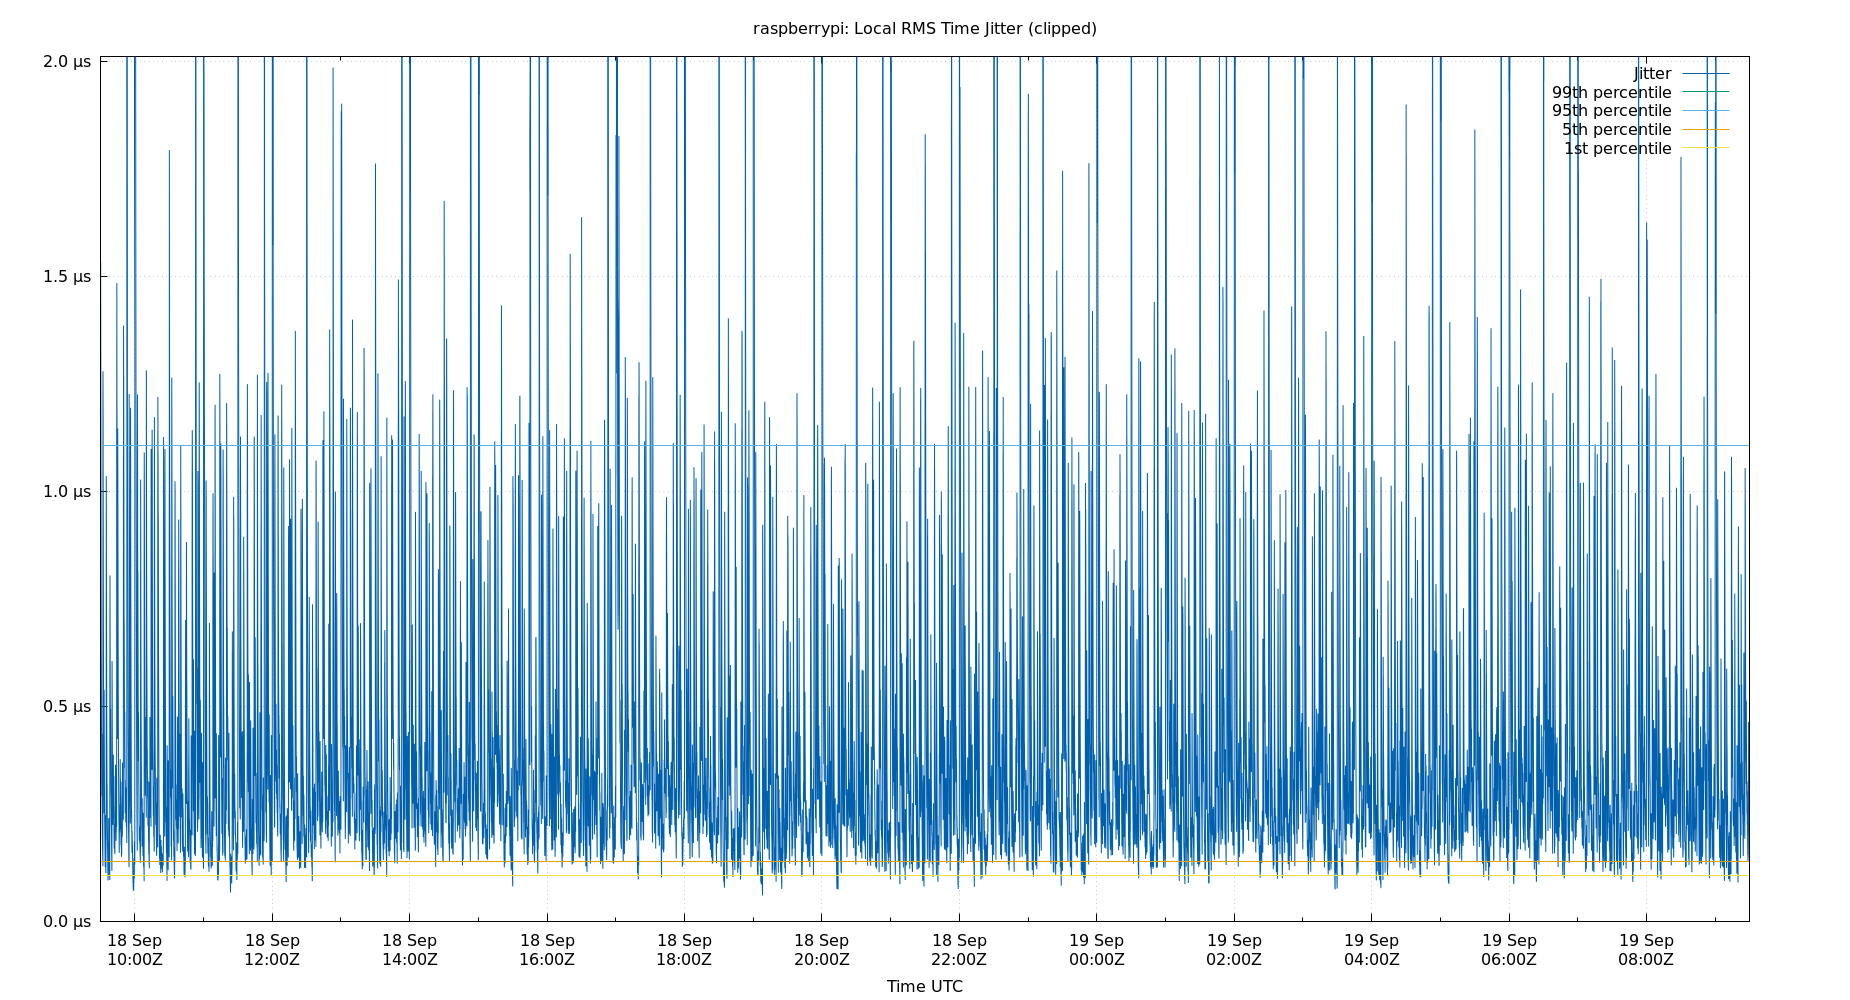 raspberrypi: Local RMS Time Jitter (clipped)
2.0 µs
1.5 µs
1.0 µs
0.5 µs
0.0 µs
Jitter
99th percentile
95th percentile
5th percentile
1st percentile
18 Sep
10:00Z
18 Sep
12:00Z
18 Sep
14:00Z
18 Sep
16:00Z
18 Sep
18:00Z
18 Sep
20:00Z
18 Sep
22:00Z
19 Sep
00:00Z
19 Sep
02:00Z
19 Sep
04:00Z
19 Sep
06:00Z
19 Sep
08:00Z
Time UTC